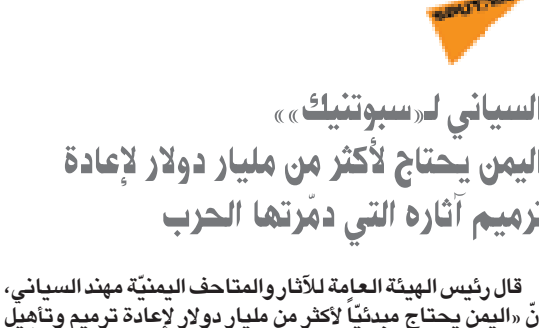 السياني لـ«سبوتنيك»»
اليمن يحتاج لأكثر من مليار دولار لإعادة
ترميم آثاره التي دمّرتها الحرب
قال رئيس الهيئة العامة للآثار والمتاحف اليمنيّة مهند السياني،
نّ «اليمن يحتاج مبدئيّاً لأكثر من مليار دولار لإعادة ترميم وتأهيل